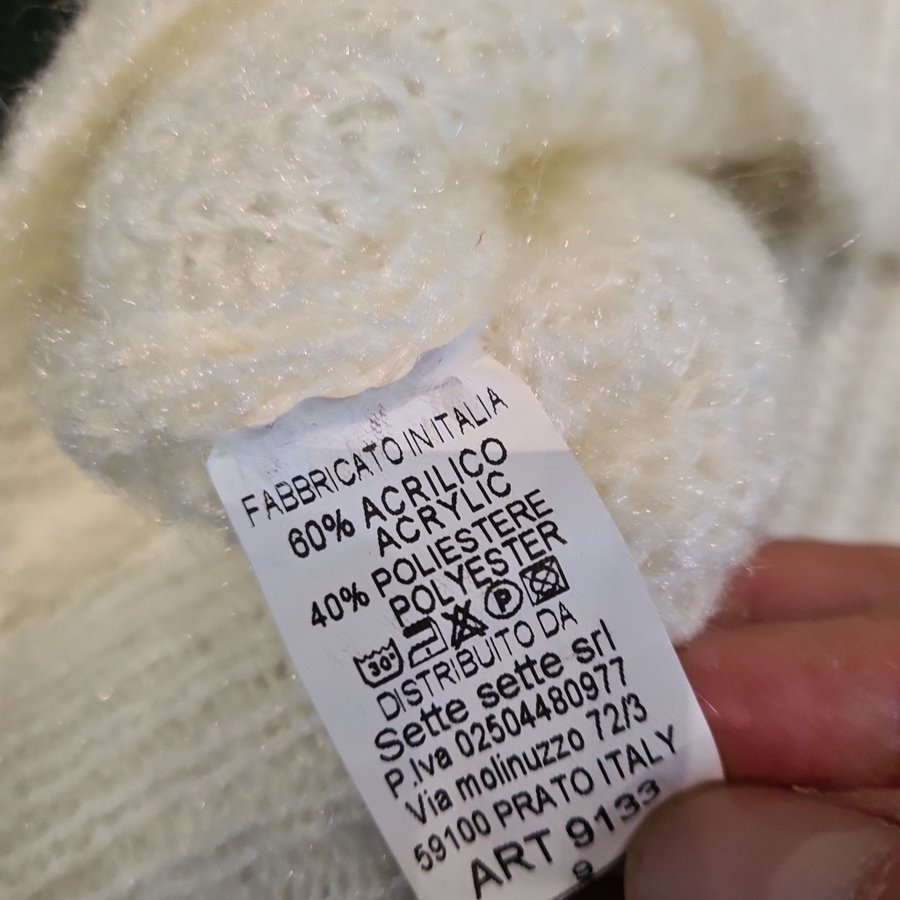 FABBRICATO IN ITALIA
60% ACRILICO
ACRYLIC
40% POLIESTERE
POLYESTER
30° P
DISTRIBUITO DA
Sette sette srl
P.Iva 02504480977
Via molinuzzo 72/3
59100 PRATO ITALY
ART 9133